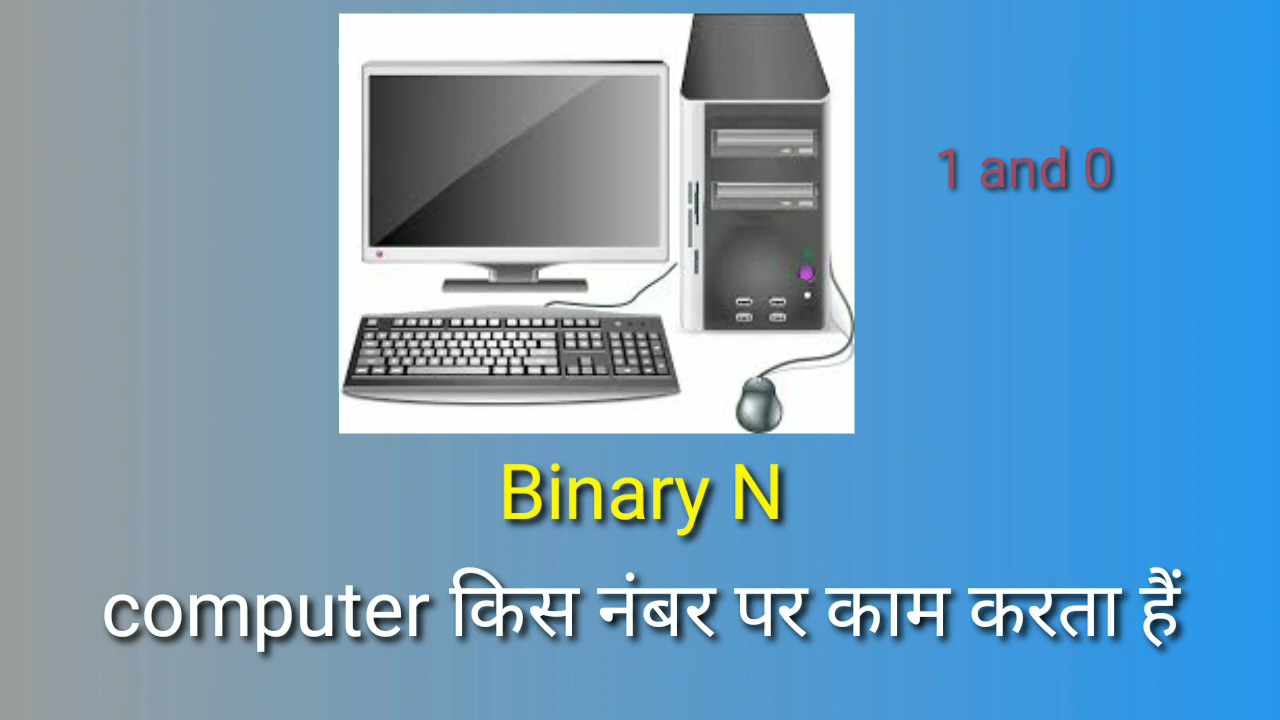 1 and 0
Binary N
computer किस नंबर पर काम करता हैं